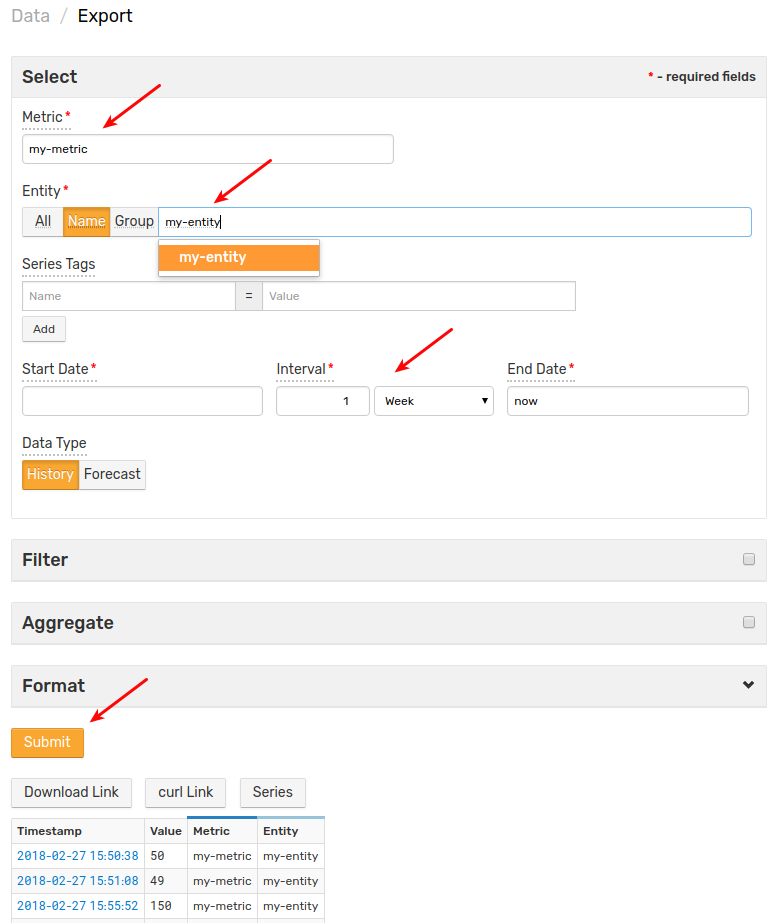 Data / Export
Select * - required fields
Metric*
my-metric
Entity*
All Name Group my-entity
my-entity
Series Tags
Name = Value
Add
Start Date* Interval* End Date*
1 Week now
Data Type
History Forecast
Filter
Aggregate
Format
Submit
Download Link curl Link Series
Timestamp Value Metric Entity
2018-02-27 15:50:38 50 my-metric my-entity
2018-02-27 15:51:08 49 my-metric my-entity
2018-02-27 15:55:52 150 my-metric my-entity